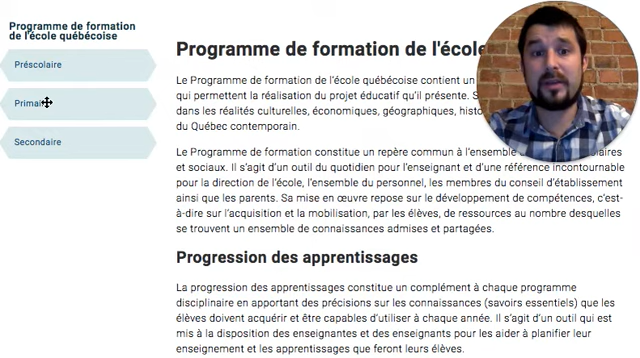 Programme de formation
de l'école québécoise
Préscolaire
Primaire
Secondaire
Programme de formation de l'école
Le Programme de formation de l'école québécoise contient un
qui permettent la réalisation du projet éducatif qu'il présente.
dans les réalités culturelles, économiques, géographiques,
du Québec contemporain.
Le Programme de formation constitue un repère commun à l'ensemble
et sociaux. Il s'agit d'un outil du quotidien pour l'enseignant et d'une référence incontournable
pour la direction de l'école, l'ensemble du personnel, les membres du conseil d'établissement
ainsi que les parents. Sa mise en œuvre repose sur le développement de compétences, c'est-
à-dire sur l'acquisition et la mobilisation, par les élèves, de ressources au nombre desquelles
se trouvent un ensemble de connaissances admises et partagées.
Progression des apprentissages
La progression des apprentissages constitue un complément à chaque programme
disciplinaire en apportant des précisions sur les connaissances (savoirs essentiels) que les
élèves doivent acquérir et être capables d'utiliser à chaque année. Il s'agit d'un outil qui est
mis à la disposition des enseignantes et des enseignants pour les aider à planifier leur
enseignement et les apprentissages que feront leurs élèves.